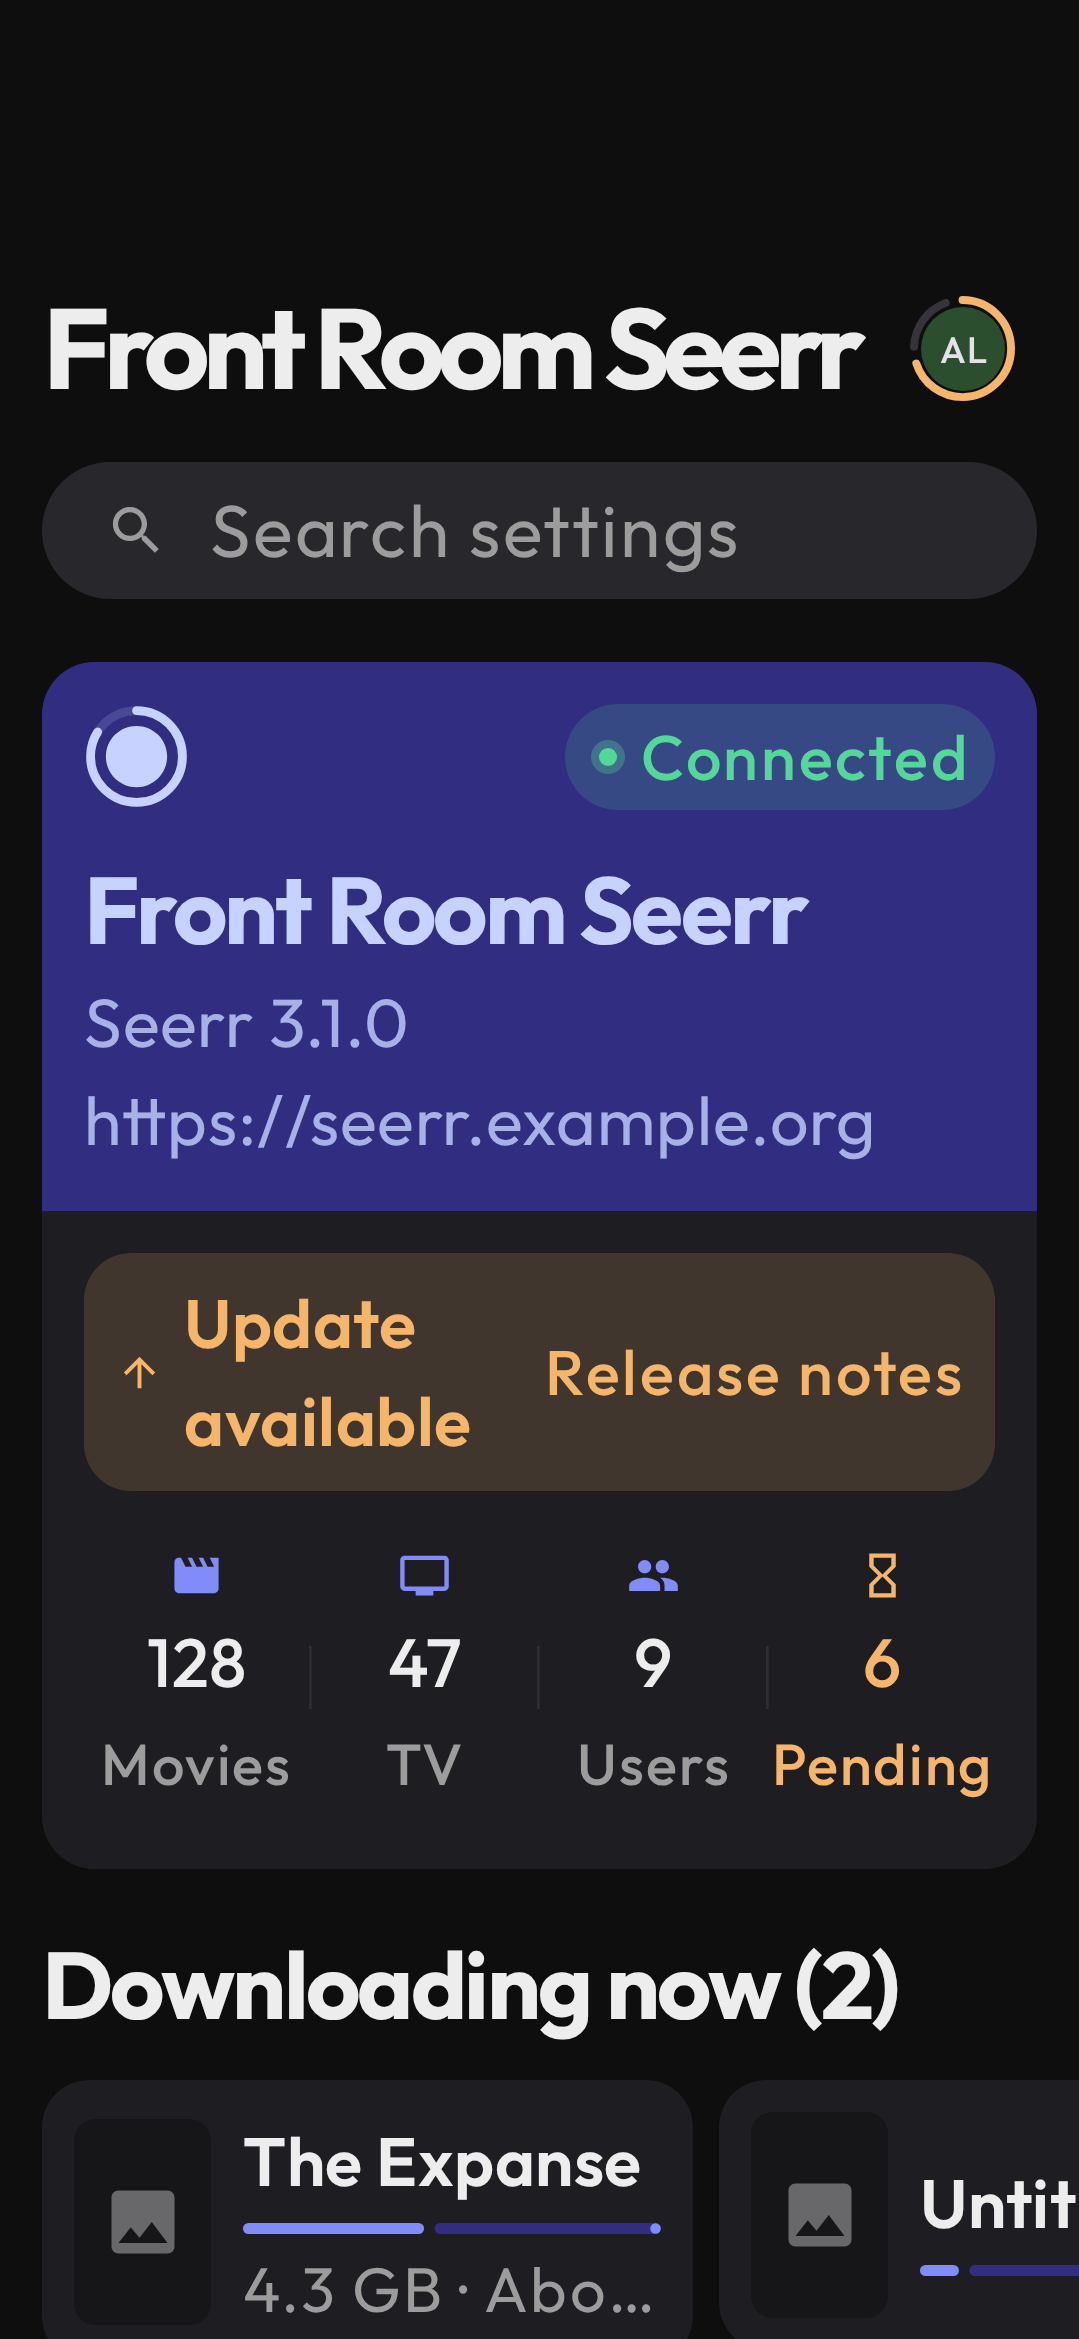 Front Room Seerr
AL
Search settings
Connected
Front Room Seerr
Seerr 3.1.0
https://seerr.example.org
Update
available
Release notes
128
47
9
6
Movies
TV
Users
Pending
Downloading now (2)
The Expanse
4.3 GB · Abo…
Untit